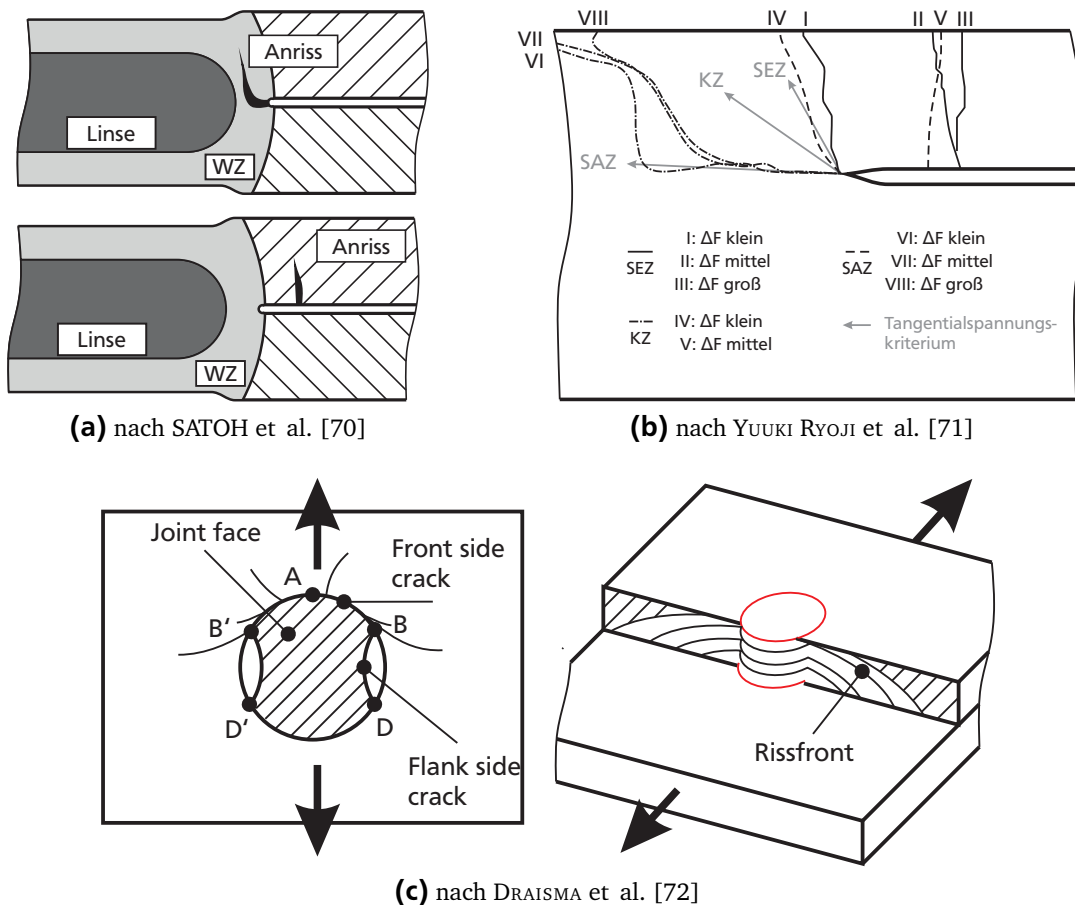 Anriss
Linse
WZ
Anriss
Linse
WZ
(a) nach SATOH et al. [70]
VIII IV I II V III
VII
VI
SEZ
KZ
SAZ
I: ΔF klein
SEZ II: ΔF mittel
III: ΔF groß
VI: ΔF klein
SAZ VII: ΔF mittel
VIII: ΔF groß
IV: ΔF klein
KZ V: ΔF mittel
Tangentialspannungs-
kriterium
(b) nach YUUKI RYOJI et al. [71]
Joint face
Front side
crack
A
B'
B
D'
D
Flank side
crack
Rissfront
(c) nach DRAISMA et al. [72]